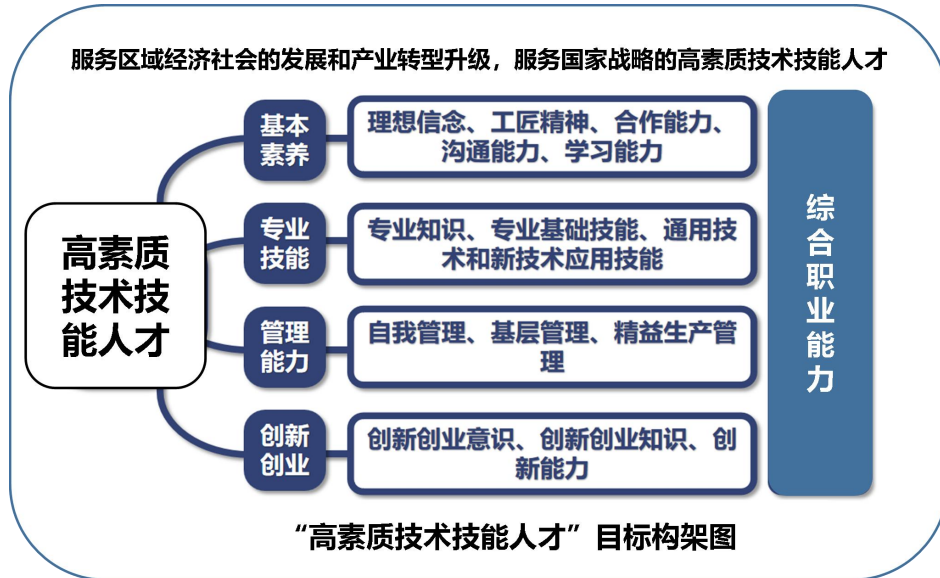 服务区域经济社会的发展和产业转型升级，服务国家战略的高素质技术技能人才
高素质
技术技
能人才
基本
素养
理想信念、工匠精神、合作能力、
沟通能力、学习能力
专业
技能
专业知识、专业基础技能、通用技
术和新技术应用技能
管理
能力
自我管理、基层管理、精益生产管
理
创新
创业
创新创业意识、创新创业知识、创
新能力
综
合
职
业
能
力
“高素质技术技能人才”目标构架图